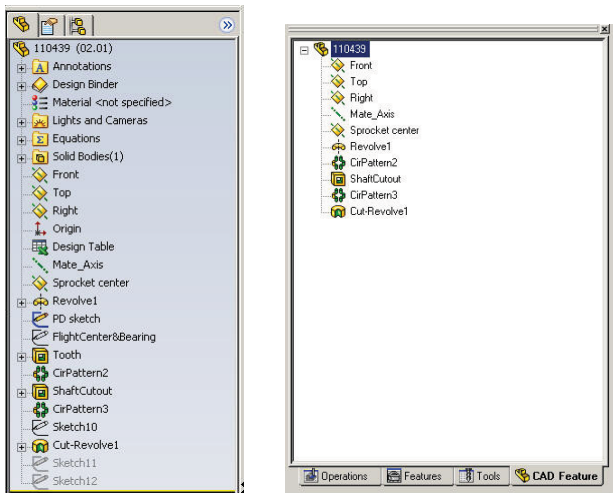 110439 (02.01)
Annotations
Design Binder
Material <not specified>
Lights and Cameras
Equations
Solid Bodies(1)
Front
Top
Right
Origin
Design Table
Mate_Axis
Sprocket center
Revolve1
PD sketch
FlightCenter&Bearing
Tooth
CirPattern2
ShaftCutout
CirPattern3
Sketch10
Cut-Revolve1
Sketch11
Sketch12
110439
Front
Top
Right
Mate_Axis
Sprocket center
Revolve1
CirPattern2
ShaftCutout
CirPattern3
Cut-Revolve1
Operations Features Tools CAD Feature